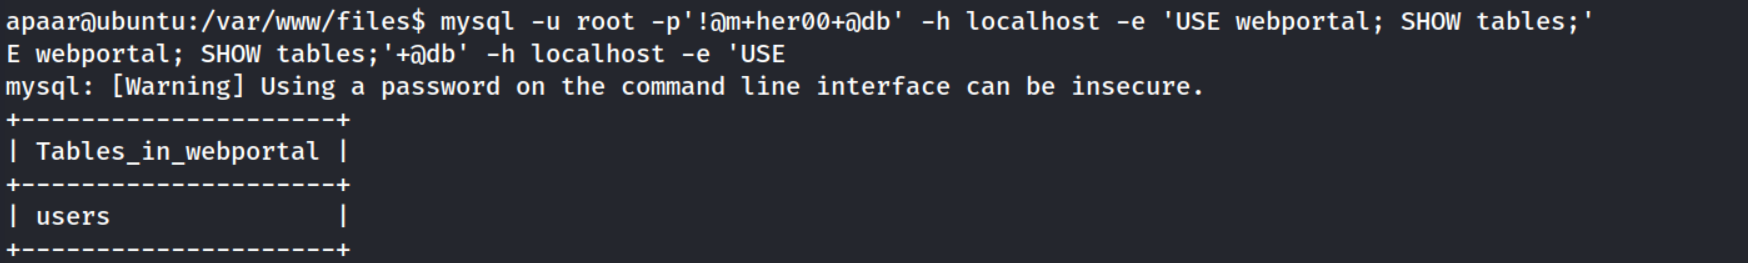 apaar@ubuntu:/var/www/files$ mysql -u root -p'!@m+her00+@db' -h localhost -e 'USE webportal; SHOW tables;'
E webportal; SHOW tables;'+@db' -h localhost -e 'USE
mysql: [Warning] Using a password on the command line interface can be insecure.
+---------------------+
| Tables_in_webportal |
+---------------------+
| users               |
+---------------------+